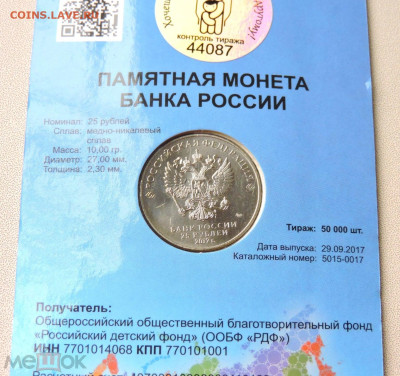 COINS.LAVE.RU
Хочеш другому!
контроль тиража
44087
ПАМЯТНАЯ МОНЕТА
БАНКА РОССИИ
Номинал: 25 рублей
Сплав: медно-никелевый
сплав
Масса: 10,00 гр.
Диаметр: 27,00 мм.
Толщина: 2,30 мм.
РОССИЙСКАЯ ФЕДЕРАЦИЯ
БАНК РОССИИ
25 РУБЛЕЙ
2017 г.
Тираж: 50 000 шт.
Дата выпуска: 29.09.2017
Каталожный номер: 5015-0017
Получатель:
Общероссийский общественный благотворительный фонд
«Российский детский фонд» (ООБФ «РДФ»)
ИНН 7701014068 КПП 770101001
Мешок